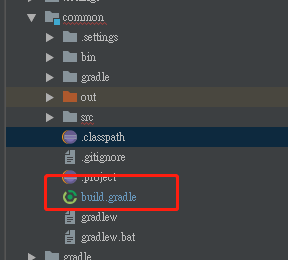 common
.settings
bin
gradle
out
src
.classpath
.gitignore
.project
build.gradle
gradlew
gradlew.bat
gradle